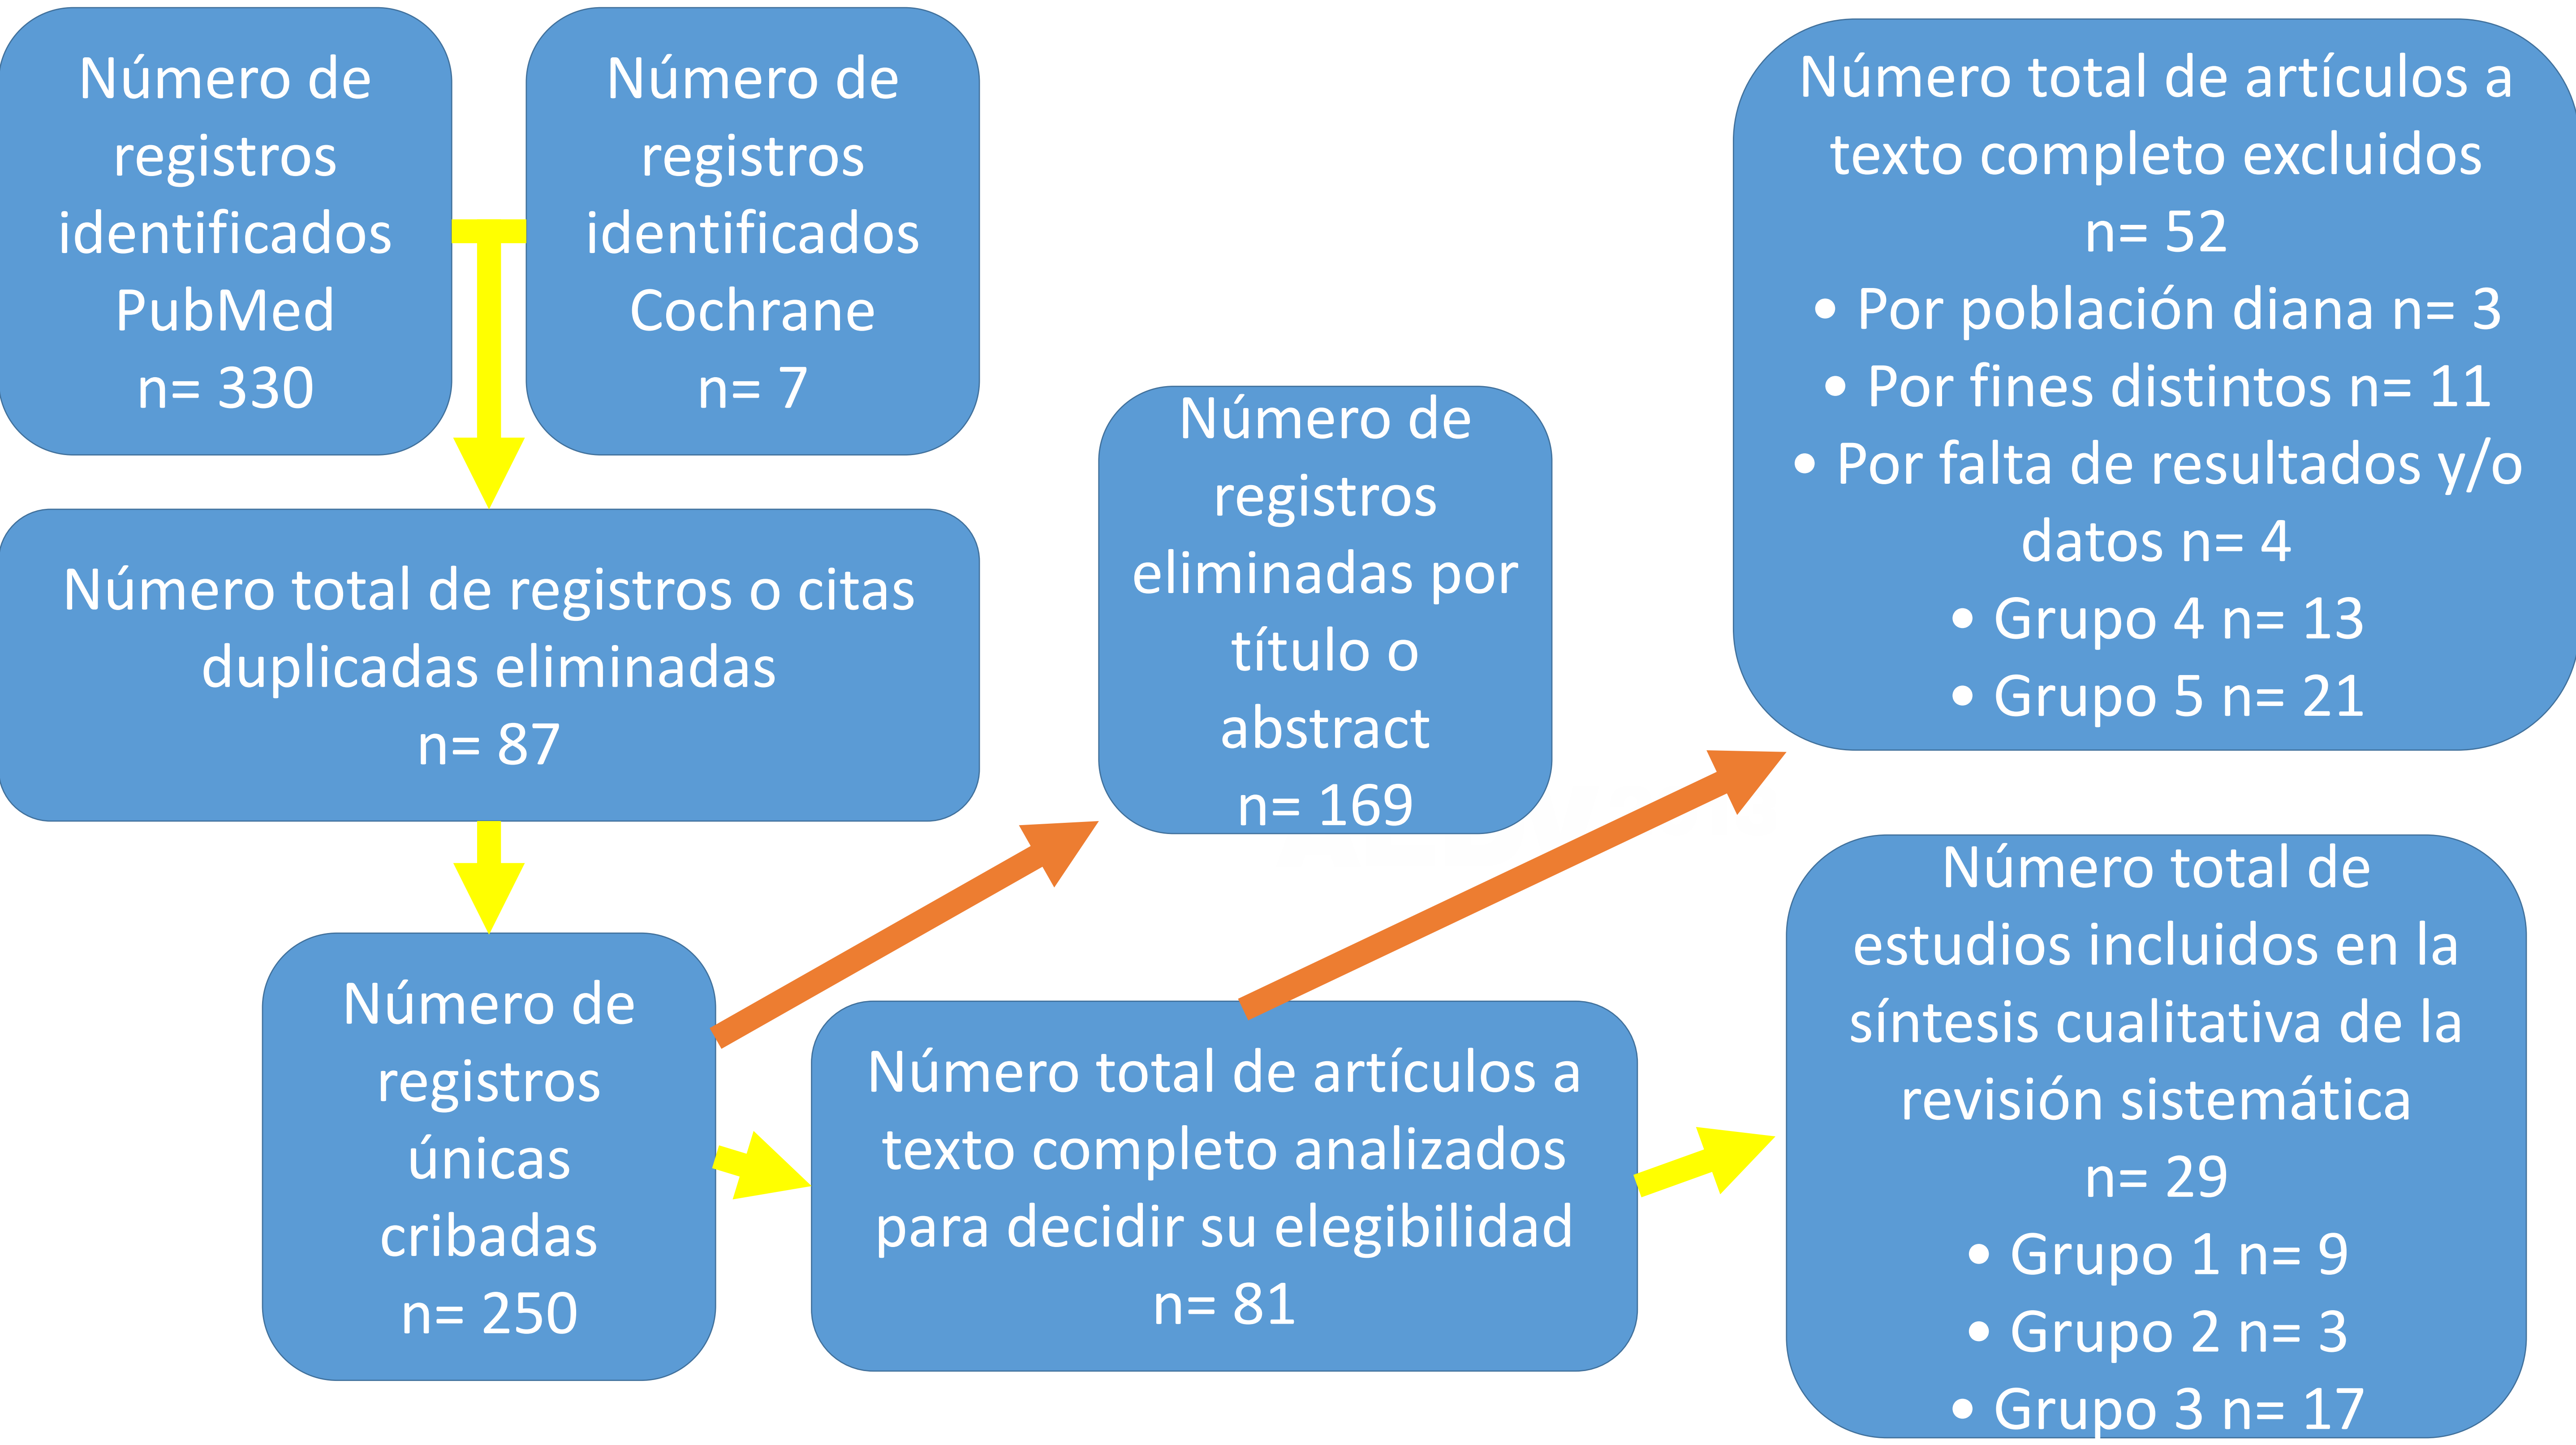 Número de
registros
identificados
PubMed
n= 330
Número de
registros
identificados
Cochrane
n= 7
Número total de registros o citas
duplicadas eliminadas
n= 87
Número de
registros
únicas
cribadas
n= 250
Número de
registros
eliminadas por
título o
abstract
n= 169
Número total de artículos a
texto completo analizados
para decidir su elegibilidad
n= 81
Número total de artículos a
texto completo excluidos
n= 52
• Por población diana n= 3
• Por fines distintos n= 11
• Por falta de resultados y/o
datos n= 4
• Grupo 4 n= 13
• Grupo 5 n= 21
Número total de
estudios incluidos en la
síntesis cualitativa de la
revisión sistemática
n= 29
• Grupo 1 n= 9
• Grupo 2 n= 3
• Grupo 3 n= 17